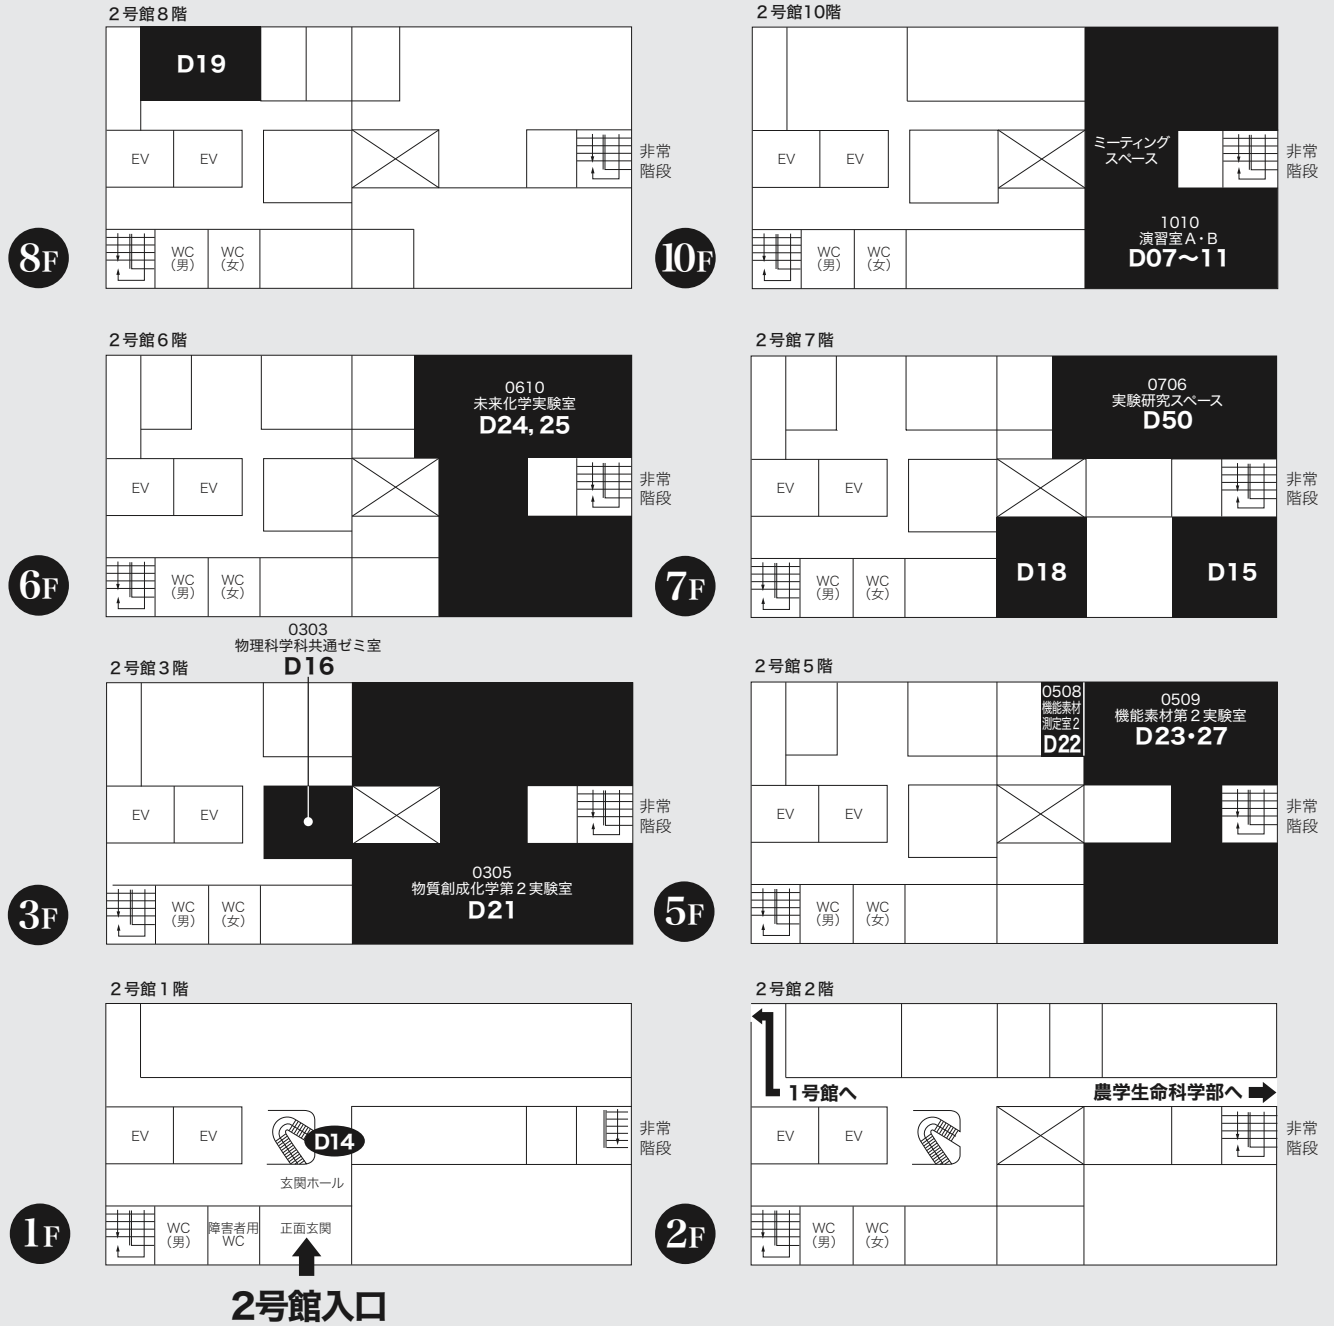 2号館8階
D19
EV
EV
非常
階段
8F
WC
(男)
WC
(女)
2号館10階
EV
EV
ミーティング
スペース
非常
階段
1010
演習室A・B
D07〜11
10F
WC
(男)
WC
(女)
2号館6階
0610
未来化学実験室
D24, 25
EV
EV
非常
階段
6F
WC
(男)
WC
(女)
2号館7階
0706
実験研究スペース
D50
EV
EV
非常
階段
7F
WC
(男)
WC
(女)
D18
D15
0303
物理科学科共通ゼミ室
D16
2号館3階
EV
EV
非常
階段
0305
物質創成化学第2実験室
D21
3F
WC
(男)
WC
(女)
2号館5階
0508
機能素材
測定室2
D22
0509
機能素材第2実験室
D23・27
EV
EV
非常
階段
5F
WC
(男)
WC
(女)
2号館1階
EV
EV
D14
非常
階段
玄関ホール
1F
WC
(男)
障害者用
WC
正面玄関
2号館入口
2号館2階
1号館へ
農学生命科学部へ
EV
EV
非常
階段
2F
WC
(男)
WC
(女)